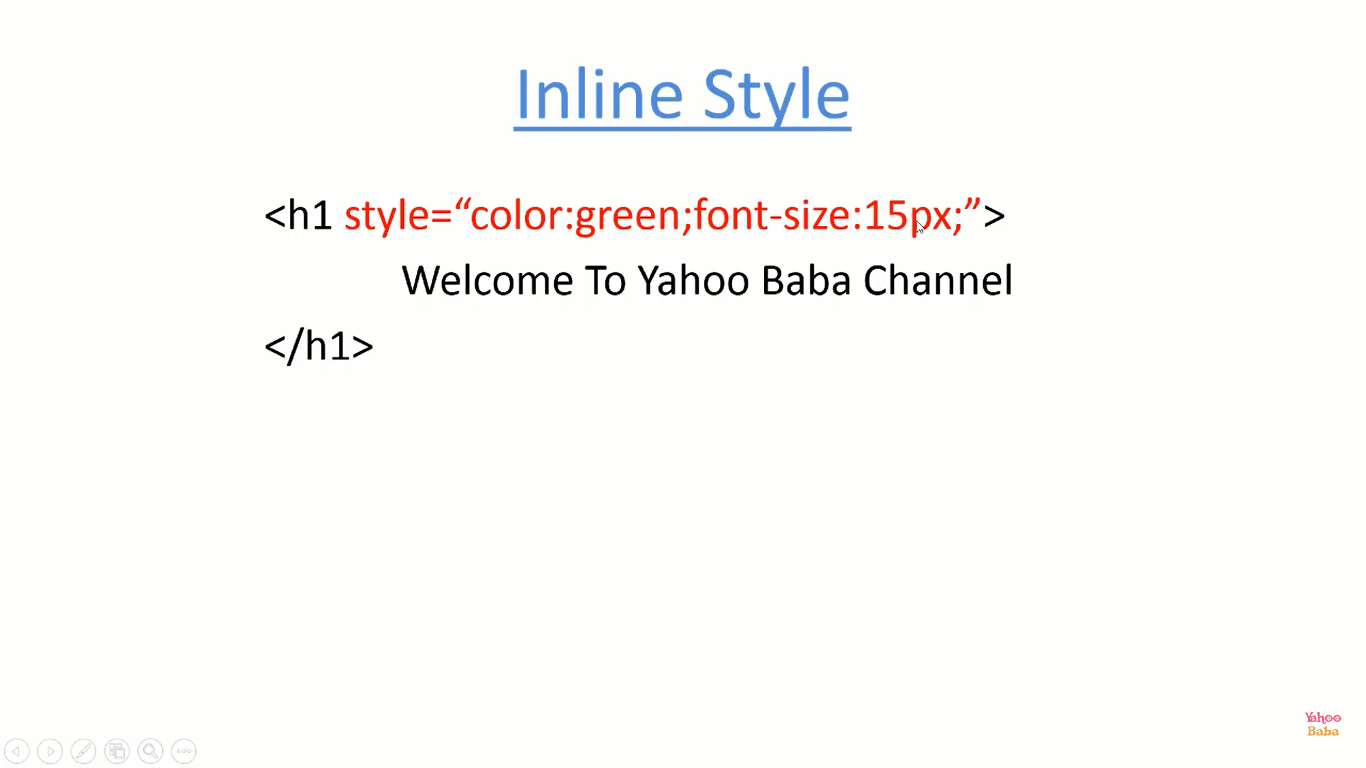 Inline Style
<h1 style=“color:green;font-size:15px;”>
Welcome To Yahoo Baba Channel
</h1>
Yahoo
Baba